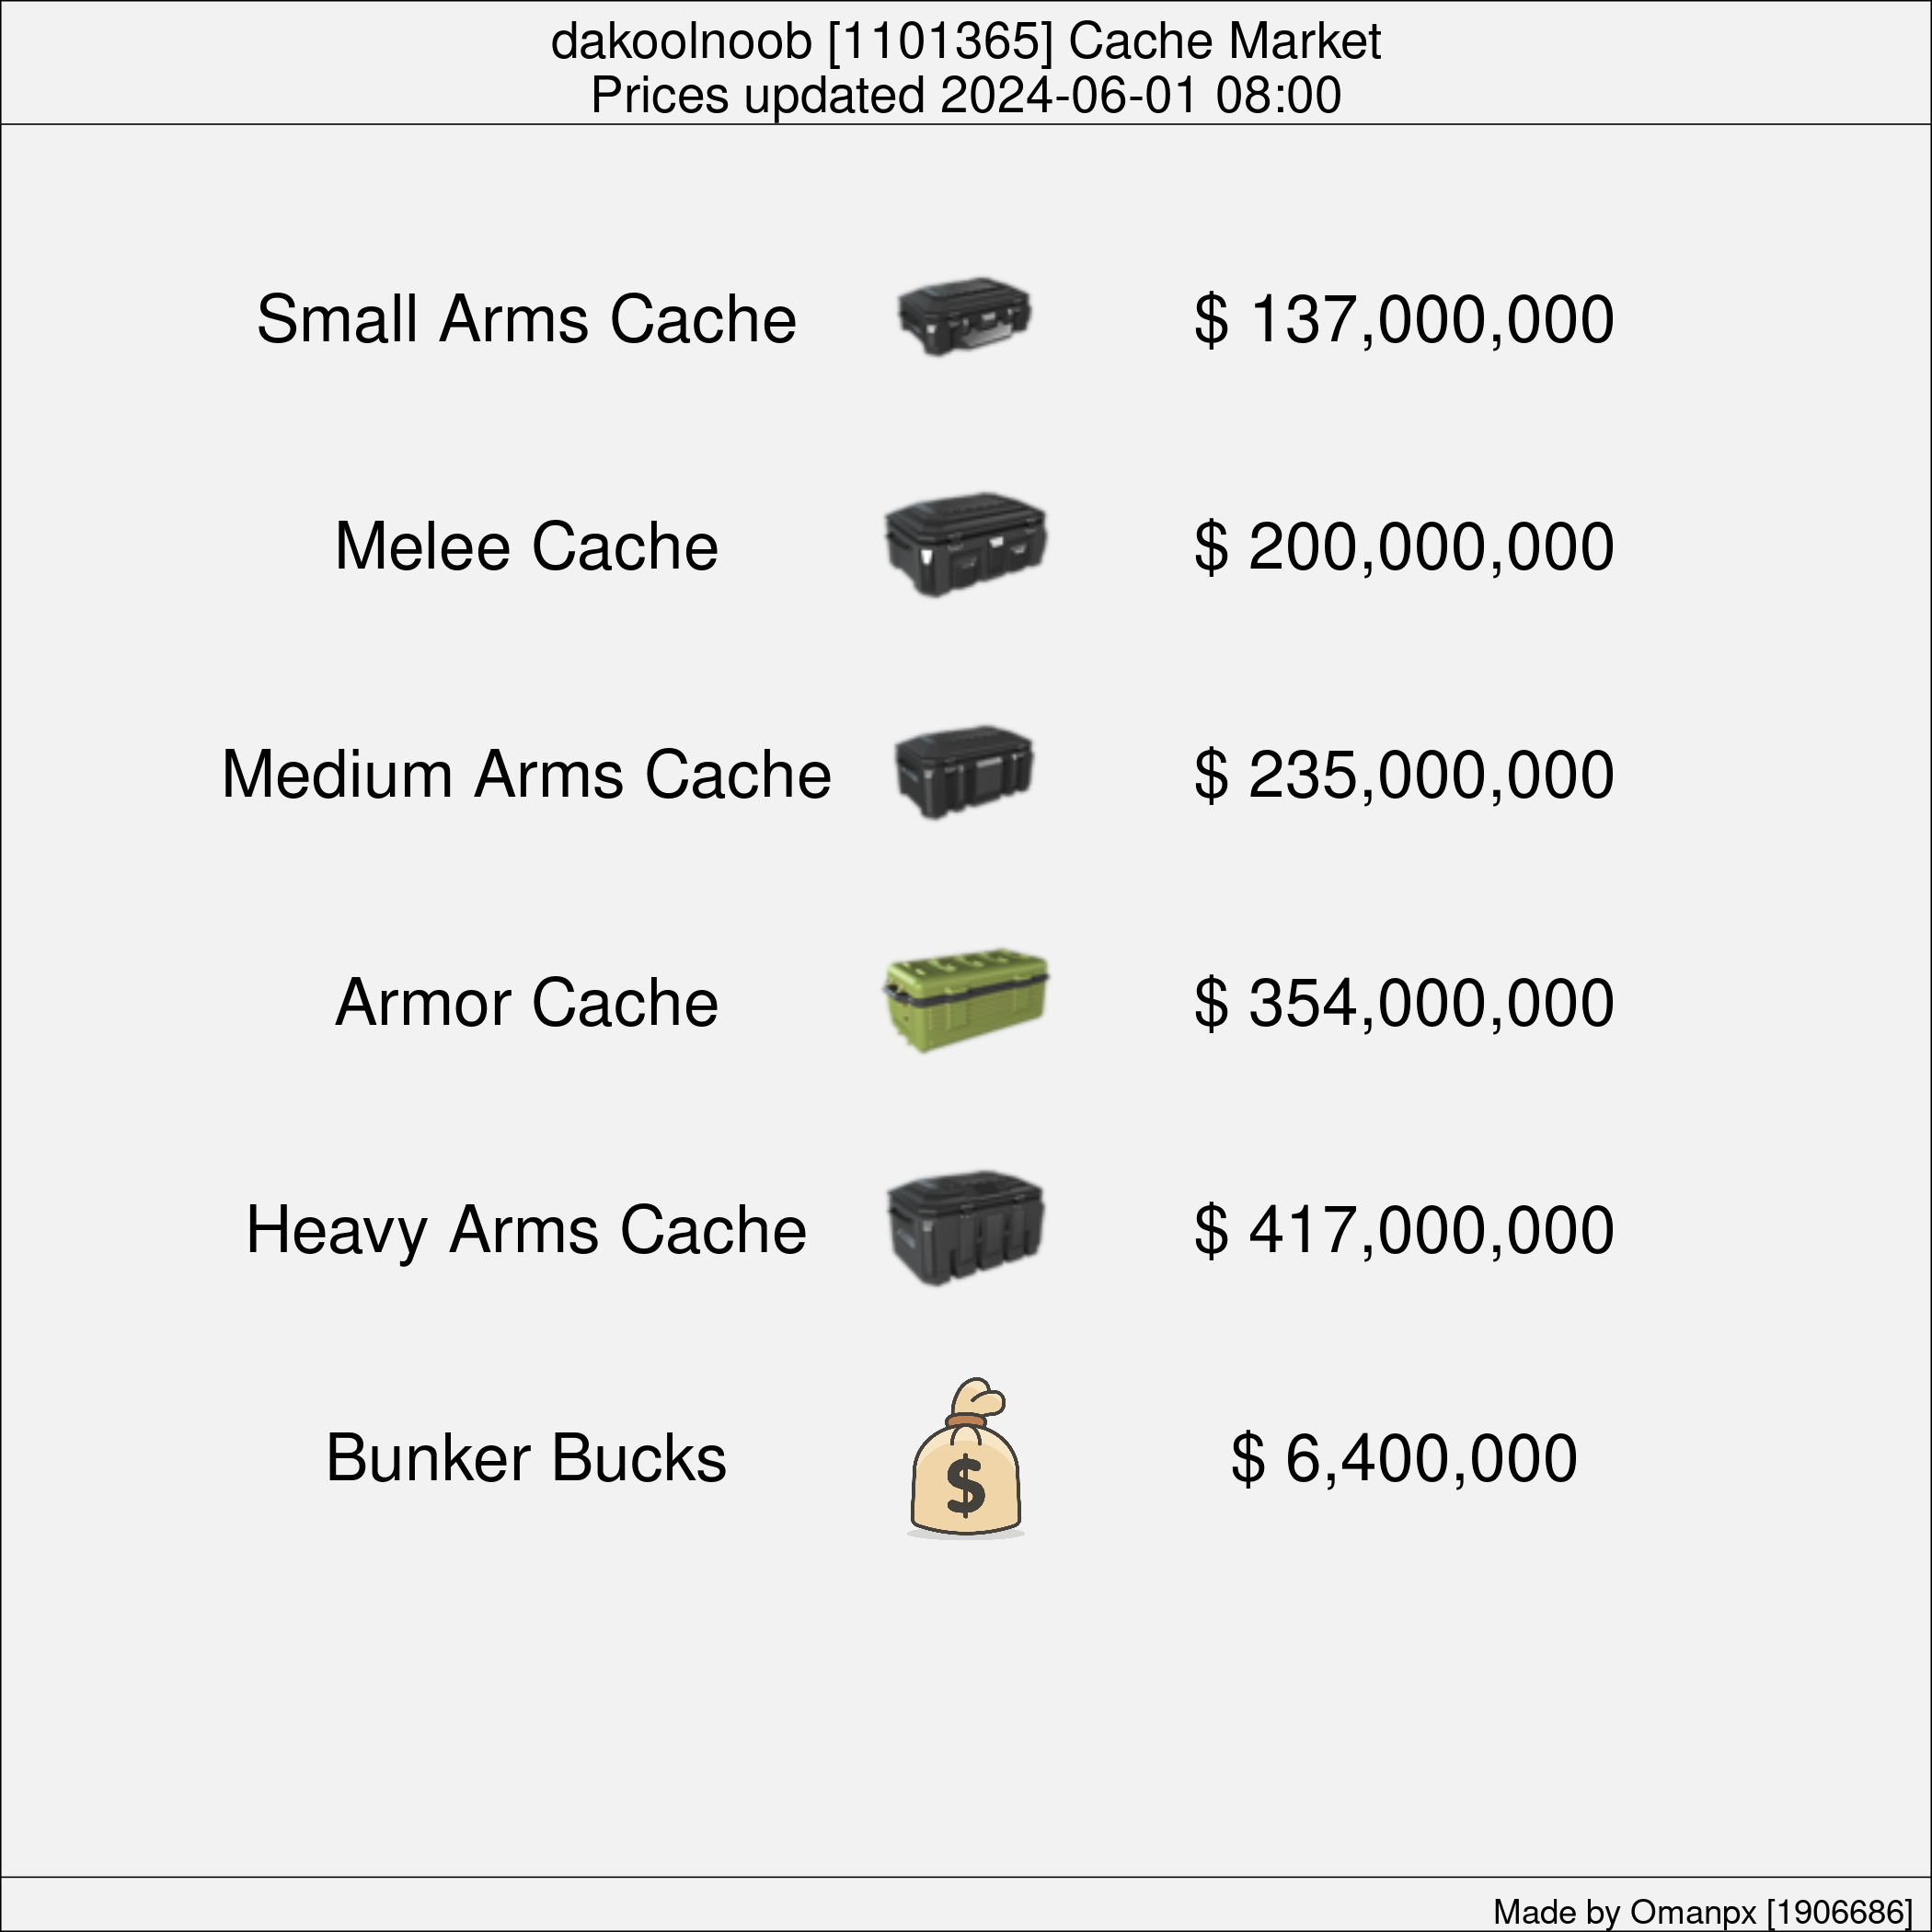 dakoolnoob [1101365] Cache Market
Prices updated 2024-06-01 08:00
Small Arms Cache $ 137,000,000
Melee Cache $ 200,000,000
Medium Arms Cache $ 235,000,000
Armor Cache $ 354,000,000
Heavy Arms Cache $ 417,000,000
Bunker Bucks $ $ 6,400,000
Made by Omanpx [1906686]